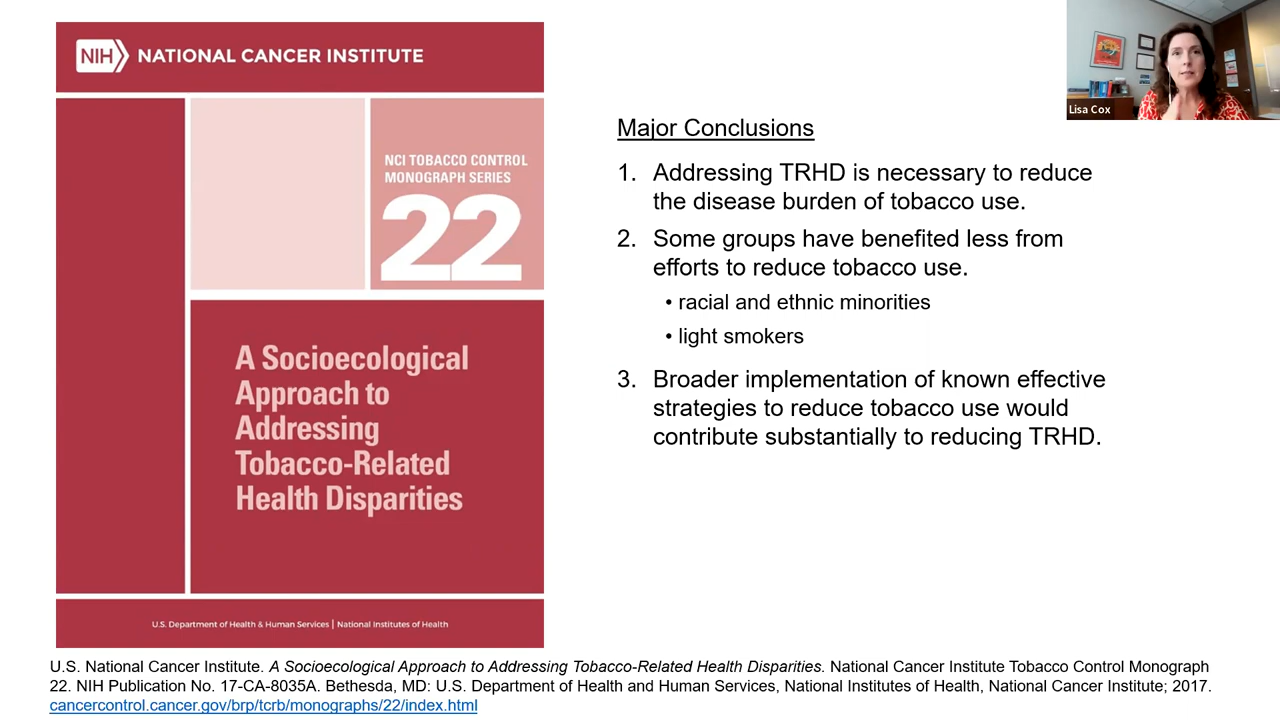 NIH NATIONAL CANCER INSTITUTE
NCI TOBACCO CONTROL
MONOGRAPH SERIES
22
A Socioecological
Approach to
Addressing
Tobacco-Related
Health Disparities
U.S. Department of Health & Human Services | National Institutes of Health
Lisa Cox
Major Conclusions
1. Addressing TRHD is necessary to reduce
the disease burden of tobacco use.
2. Some groups have benefited less from
efforts to reduce tobacco use.
• racial and ethnic minorities
• light smokers
3. Broader implementation of known effective
strategies to reduce tobacco use would
contribute substantially to reducing TRHD.
U.S. National Cancer Institute. A Socioecological Approach to Addressing Tobacco-Related Health Disparities. National Cancer Institute Tobacco Control Monograph
22. NIH Publication No. 17-CA-8035A. Bethesda, MD: U.S. Department of Health and Human Services, National Institutes of Health, National Cancer Institute; 2017.
cancercontrol.cancer.gov/brp/tcrb/monographs/22/index.html